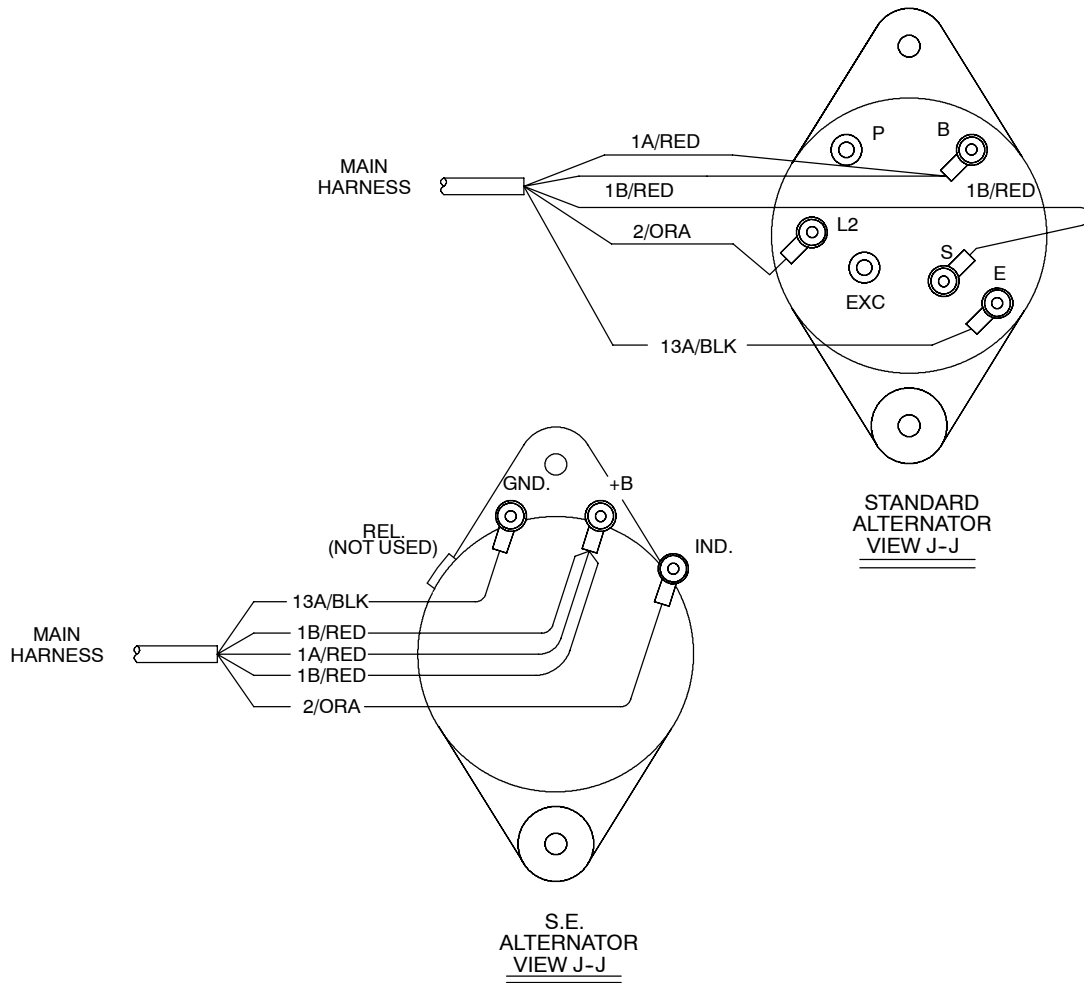 P
B
1A/RED
MAIN
HARNESS
1B/RED
1B/RED
L2
2/ORA
S
E
EXC
13A/BLK
STANDARD
ALTERNATOR
VIEW J-J
GND.
+B
REL.
(NOT USED)
IND.
13A/BLK
1B/RED
MAIN
HARNESS
1A/RED
1B/RED
2/ORA
S.E.
ALTERNATOR
VIEW J-J